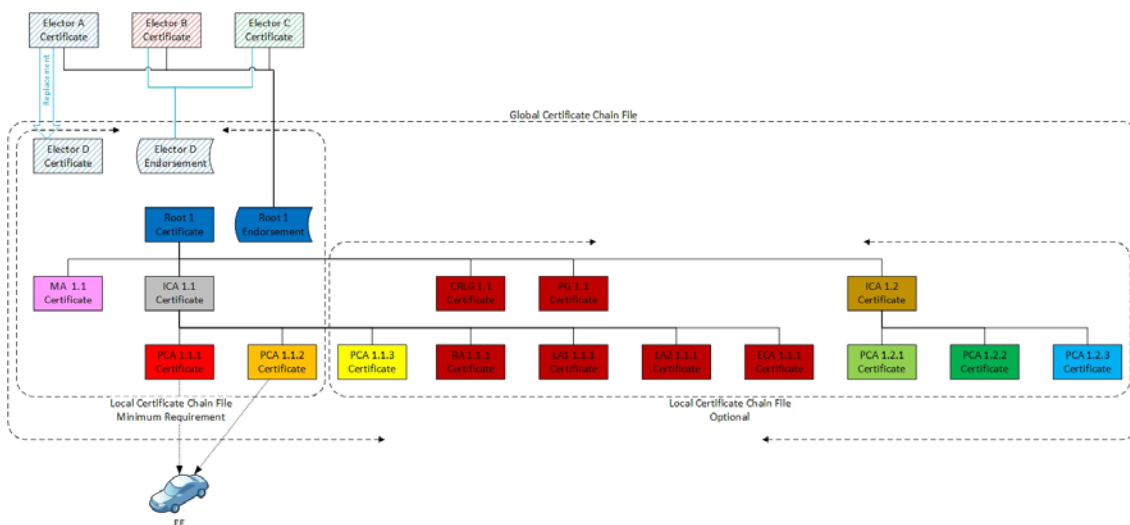 Elector A
Certificate
Elector B
Certificate
Elector C
Certificate
Replacement
Global Certificate Chain File
Elector D
Certificate
Elector D
Endorsement
Root 1
Certificate
Root 1
Endorsement
MA 1.1
Certificate
ICA 1.1
Certificate
CRLG 1.1
Certificate
PG 1.1
Certificate
ICA 1.2
Certificate
PCA 1.1.1
Certificate
PCA 1.1.2
Certificate
PCA 1.1.3
Certificate
RA 1.1.1
Certificate
LA1 1.1.1
Certificate
LA2 1.1.1
Certificate
ECA 1.1.1
Certificate
PCA 1.2.1
Certificate
PCA 1.2.2
Certificate
PCA 1.2.3
Certificate
Local Certificate Chain File
Minimum Requirement
Local Certificate Chain File
Optional
EE